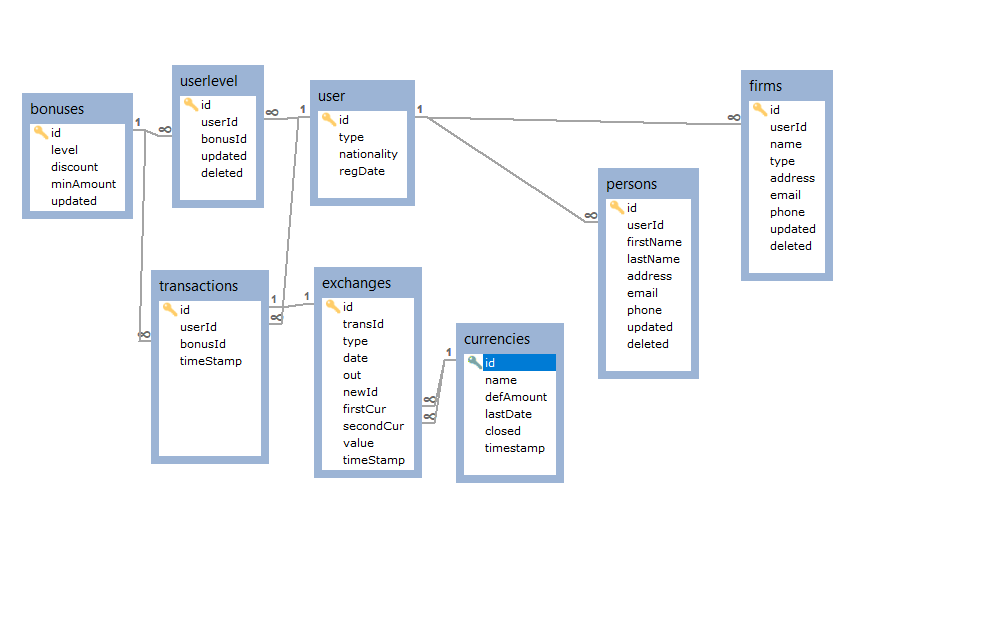 bonuses
id
level
discount
minAmount
updated
1
∞
userlevel
id
userId
bonusId
updated
deleted
∞
1
user
id
type
nationality
regDate
1
∞
firms
id
userId
name
type
address
email
phone
updated
deleted
∞
persons
id
userId
firstName
lastName
address
email
phone
updated
deleted
∞
transactions
id
userId
bonusId
timeStamp
1
∞
1
exchanges
id
transId
type
date
out
newId
firstCur
secondCur
value
timeStamp
∞
∞
1
currencies
id
name
defAmount
lastDate
closed
timestamp